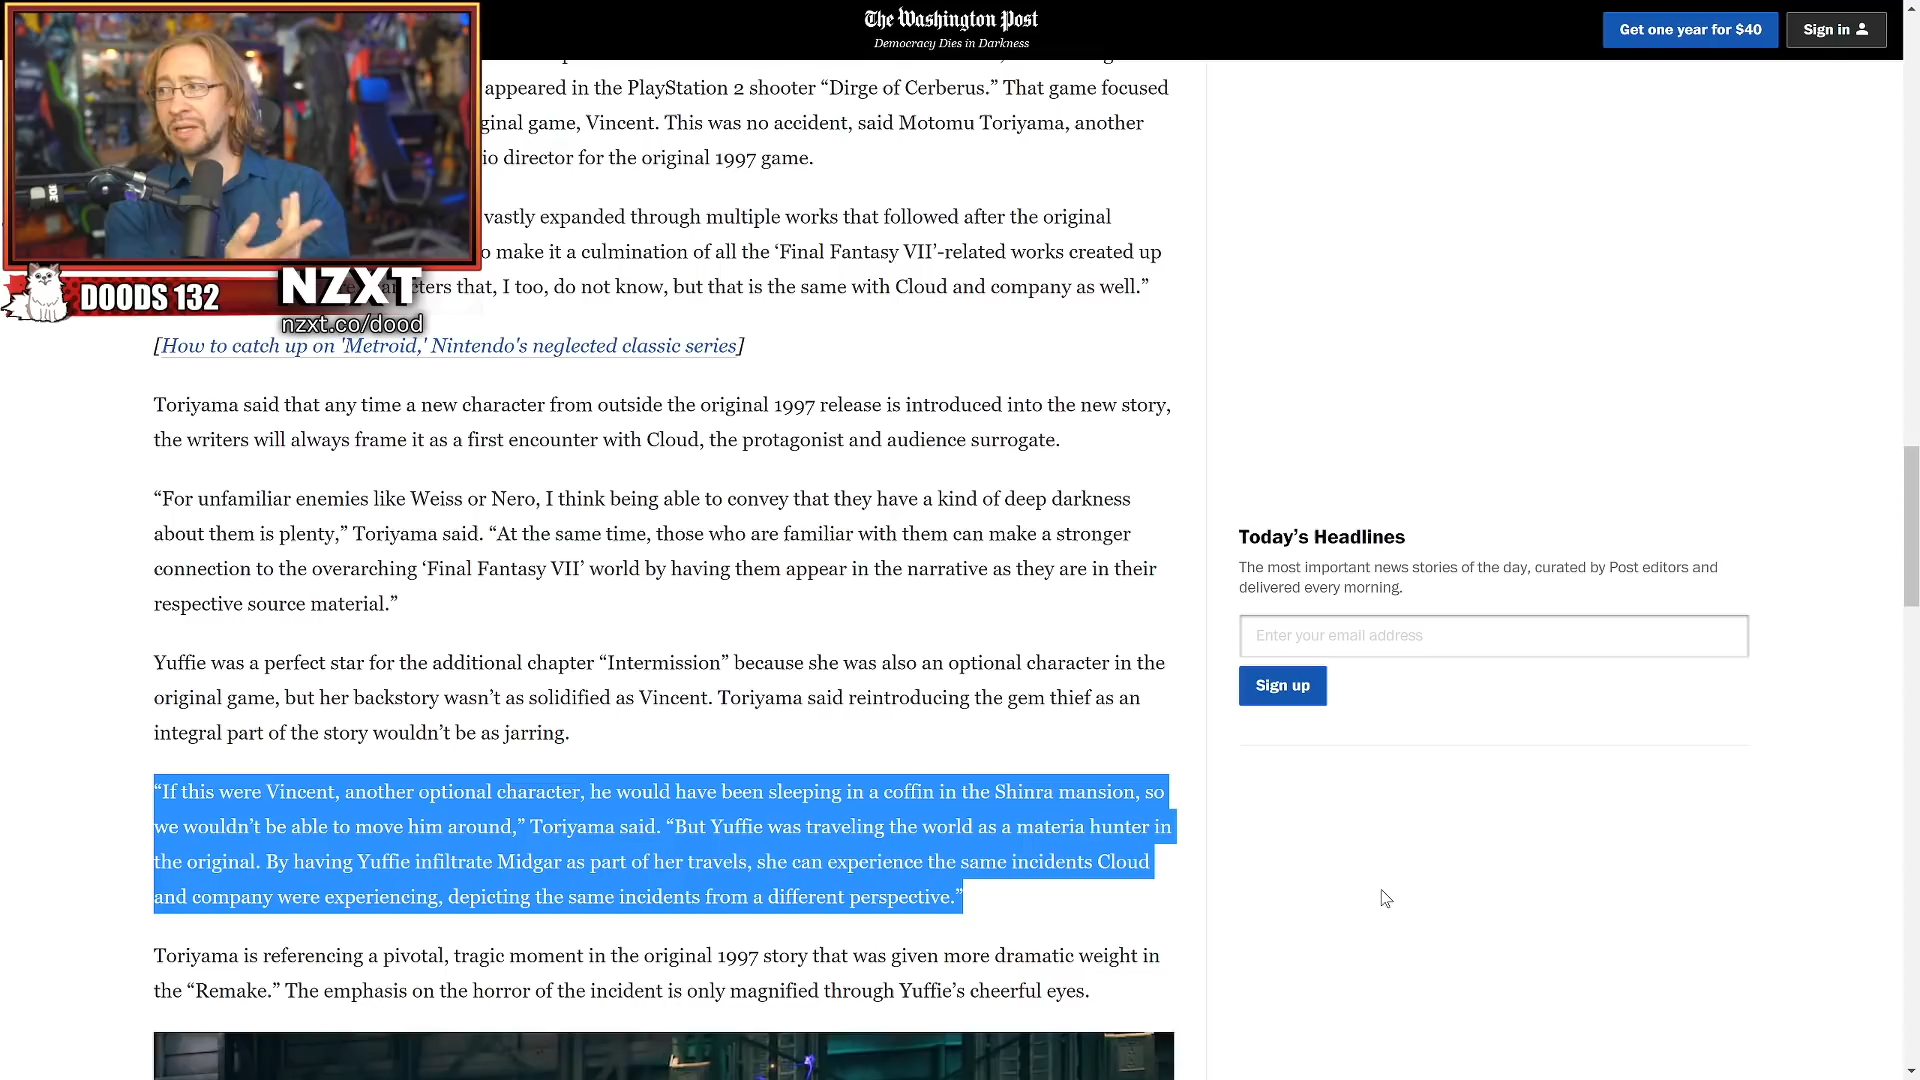 The Washington Post
Democracy Dies in Darkness
Get one year for $40
Sign in
appeared in the PlayStation 2 shooter “Dirge of Cerberus.” That game focused
ginal game, Vincent. This was no accident, said Motomu Toriyama, another
io director for the original 1997 game.
vastly expanded through multiple works that followed after the original
o make it a culmination of all the ‘Final Fantasy VII’-related works created up
cters that, I too, do not know, but that is the same with Cloud and company as well.”
DOODS 132
NZXT
nzxt.co/dood
[How to catch up on 'Metroid,' Nintendo's neglected classic series]
Toriyama said that any time a new character from outside the original 1997 release is introduced into the new story,
the writers will always frame it as a first encounter with Cloud, the protagonist and audience surrogate.
“For unfamiliar enemies like Weiss or Nero, I think being able to convey that they have a kind of deep darkness
about them is plenty,” Toriyama said. “At the same time, those who are familiar with them can make a stronger
connection to the overarching ‘Final Fantasy VII’ world by having them appear in the narrative as they are in their
respective source material.”
Yuffie was a perfect star for the additional chapter “Intermission” because she was also an optional character in the
original game, but her backstory wasn’t as solidified as Vincent. Toriyama said reintroducing the gem thief as an
integral part of the story wouldn’t be as jarring.
“If this were Vincent, another optional character, he would have been sleeping in a coffin in the Shinra mansion, so
we wouldn’t be able to move him around,” Toriyama said. “But Yuffie was traveling the world as a materia hunter in
the original. By having Yuffie infiltrate Midgar as part of her travels, she can experience the same incidents Cloud
and company were experiencing, depicting the same incidents from a different perspective.”
Toriyama is referencing a pivotal, tragic moment in the original 1997 story that was given more dramatic weight in
the “Remake.” The emphasis on the horror of the incident is only magnified through Yuffie’s cheerful eyes.
Today’s Headlines
The most important news stories of the day, curated by Post editors and
delivered every morning.
Enter your email address
Sign up